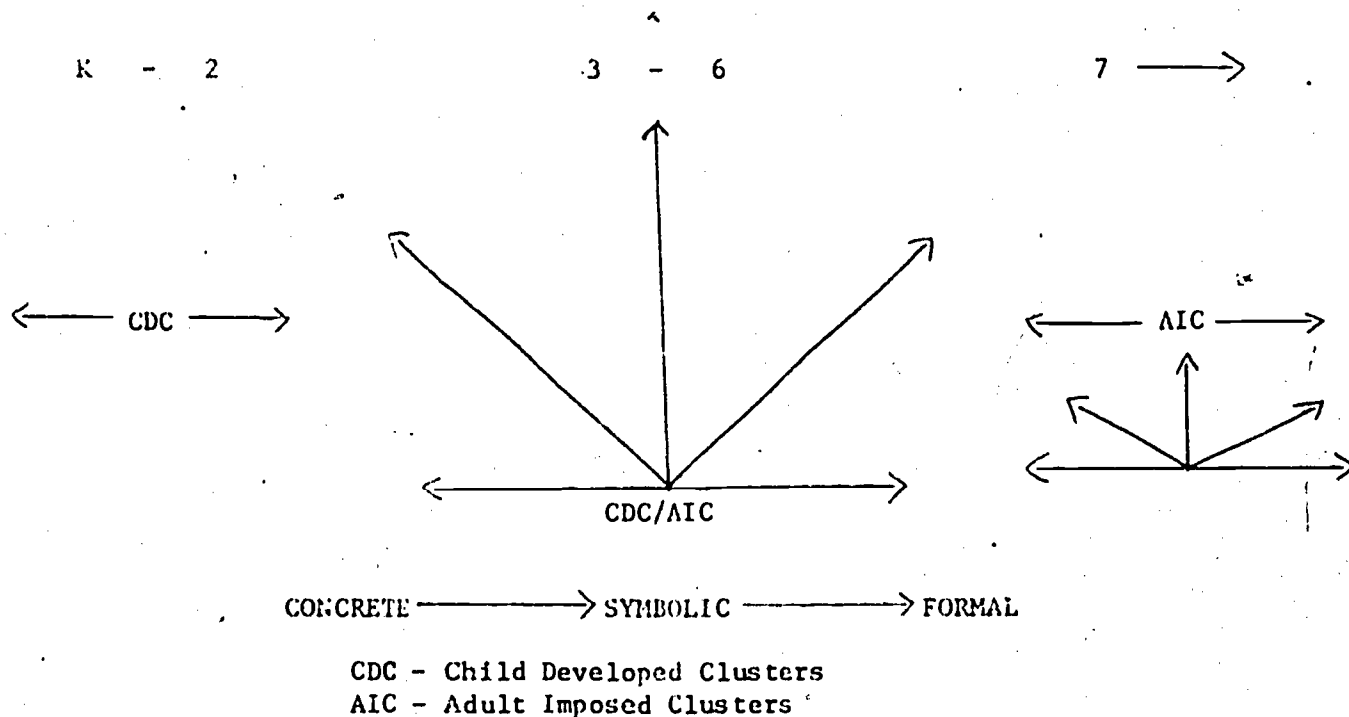 K - 2 3 - 6 7
CDC AIC
CDC/AIC
CONCRETE SYMBOLIC FORMAL
CDC - Child Developed Clusters
AIC - Adult Imposed Clusters